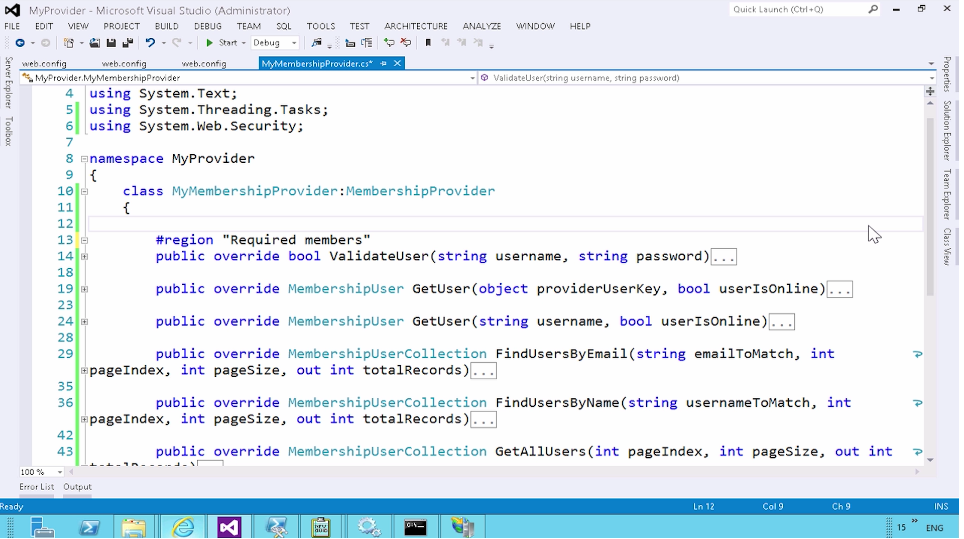 MyProvider - Microsoft Visual Studio (Administrator)
Quick Launch (Ctrl+Q)
FILE EDIT VIEW PROJECT BUILD DEBUG TEAM SQL TOOLS TEST ARCHITECTURE ANALYZE WINDOW HELP
Start Debug
web.config web.config web.config MyMembershipProvider.cs*
MyProvider.MyMembershipProvider ValidateUser(string username, string password)
4 using System.Text;
5 using System.Threading.Tasks;
6 using System.Web.Security;
7
8 namespace MyProvider
9 {
10 class MyMembershipProvider:MembershipProvider
11 {
12
13 #region "Required members"
14 public override bool ValidateUser(string username, string password)...
18
19 public override MembershipUser GetUser(object providerUserKey, bool userIsOnline)...
23
24 public override MembershipUser GetUser(string username, bool userIsOnline)...
28
29 public override MembershipUserCollection FindUsersByEmail(string emailToMatch, int
pageIndex, int pageSize, out int totalRecords)...
35
36 public override MembershipUserCollection FindUsersByName(string usernameToMatch, int
pageIndex, int pageSize, out int totalRecords)...
42
43 public override MembershipUserCollection GetAllUsers(int pageIndex, int pageSize, out int
totalRecords)
100 %
Error List Output
Ready Ln 12 Col 9 Ch 9 INS
15 ENG
Server Explorer
Toolbox
Properties
Solution Explorer
Team Explorer
Class View